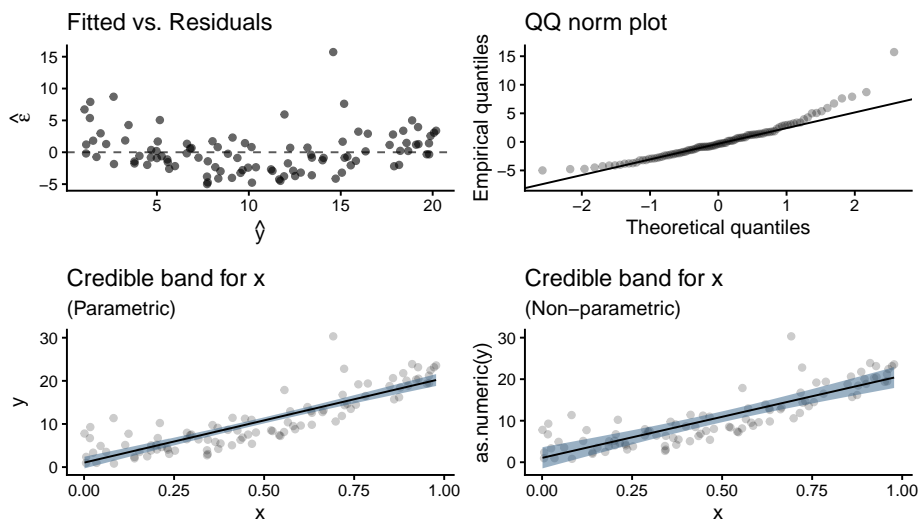 Fitted vs. Residuals
15
10
5
0
−5
ε̂
5
10
15
20
ŷ
QQ norm plot
15
10
5
0
−5
Empirical quantiles
−2
−1
0
1
2
Theoretical quantiles
Credible band for x
(Parametric)
30
20
10
0
y
0.00
0.25
0.50
0.75
1.00
x
Credible band for x
(Non−parametric)
30
20
10
0
as.numeric(y)
0.00
0.25
0.50
0.75
1.00
x